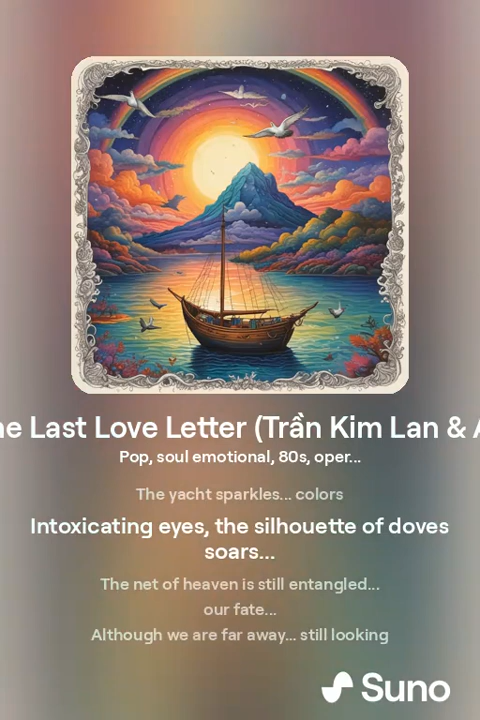 he Last Love Letter (Trần Kim Lan & A
Pop, soul emotional, 80s, oper...
The yacht sparkles... colors
Intoxicating eyes, the silhouette of doves
soars...
The net of heaven is still entangled...
our fate...
Although we are far away... still looking
Suno